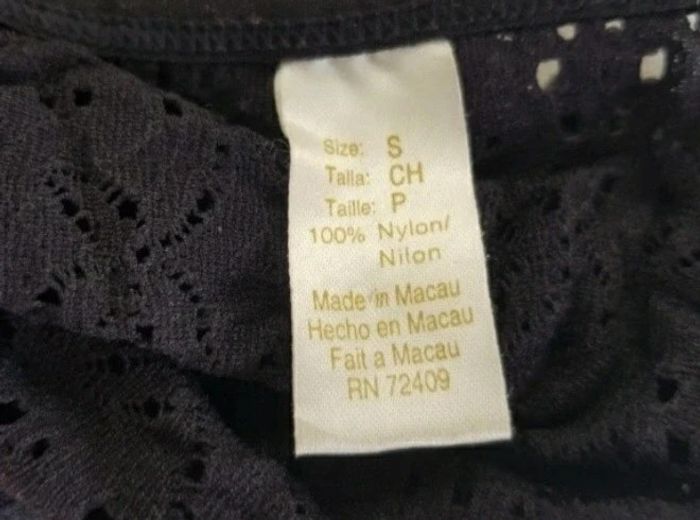 Size: S
Talla: CH
Taille: P
100% Nylon/
Nilon
Made in Macau
Hecho en Macau
Fait a Macau
RN 72409